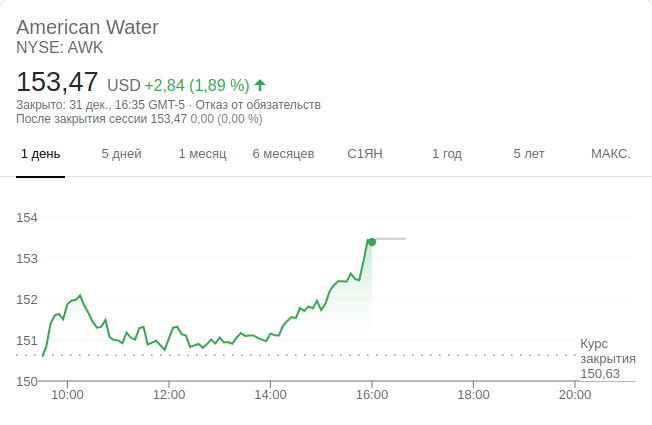 American Water
NYSE: AWK
153,47 USD +2,84 (1,89 %)
Закрыто: 31 дек., 16:35 GMT-5 · Отказ от обязательств
После закрытия сессии 153,47 0,00 (0,00 %)
1 день 5 дней 1 месяц 6 месяцев С1ЯН 1 год 5 лет МАКС.
154
153
152
151
Курс
закрытия
150,63
150
10:00 12:00 14:00 16:00 18:00 20:00